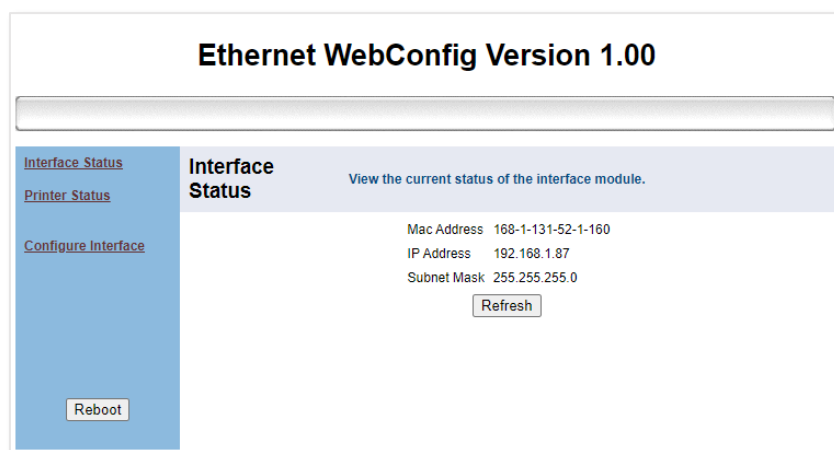 Ethernet WebConfig Version 1.00
Interface Status
Printer Status
Configure Interface
Reboot
Interface
Status
View the current status of the interface module.
Mac Address 168-1-131-52-1-160
IP Address 192.168.1.87
Subnet Mask 255.255.255.0
Refresh